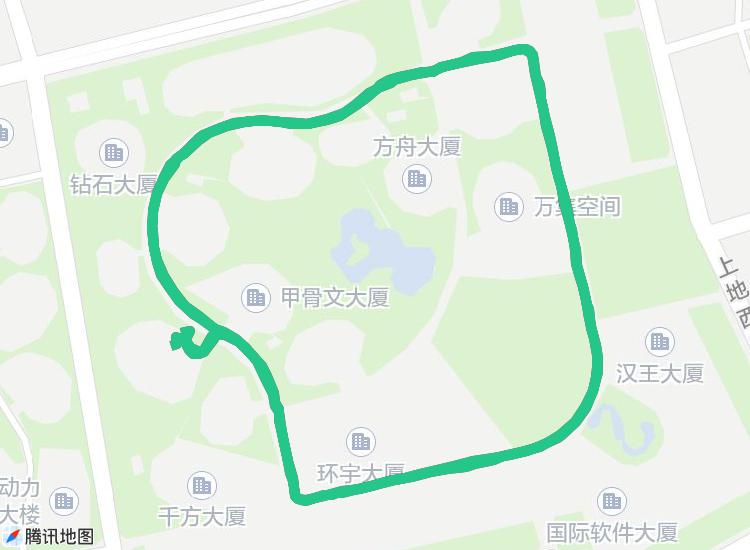 方舟大厦
钻石大厦
万集空间
上地西
甲骨文大厦
汉王大厦
环宇大厦
动力
大楼
千方大厦
国际软件大厦
腾讯地图